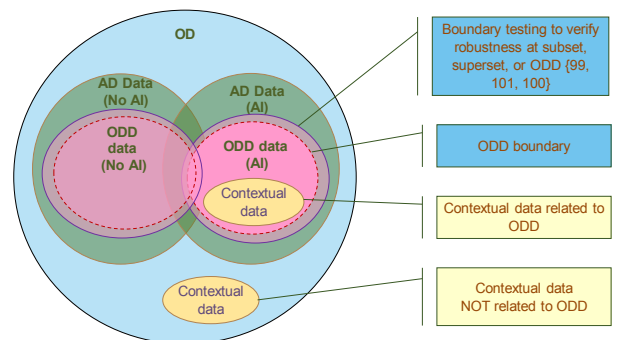 OD
AD Data
(No AI)
ODD
data
(No AI)
AD Data
(AI)
ODD data
(AI)
Contextual
data
Contextual
data
Boundary testing to verify
robustness at subset,
superset, or ODD {99,
101, 100}
ODD boundary
Contextual data related to
ODD
Contextual data
NOT related to ODD